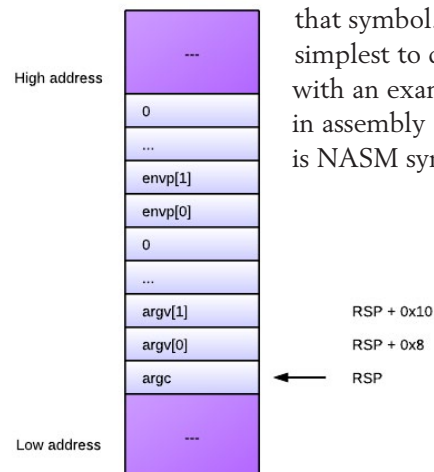 that symbol.
simplest to
with an exam
in assembly
is NASM sy
---
High address
0
...
envp[1]
envp[0]
0
...
argv[1] RSP + 0x10
argv[0] RSP + 0x8
argc RSP
---
Low address